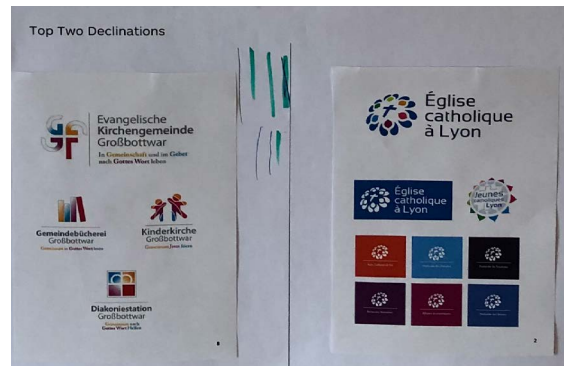 Top Two Declinations
Evangelische
Kirchengemeinde
Großbottwar
In Gemeinschaft und im Gebet
nach Gottes Wort leben
Gemeindebücherei
Großbottwar
Kinderkirche
Großbottwar
Diakoniestation
Großbottwar
Église
catholique
à Lyon
Église
catholique
à Lyon
Jeunes
catholiques
Lyon